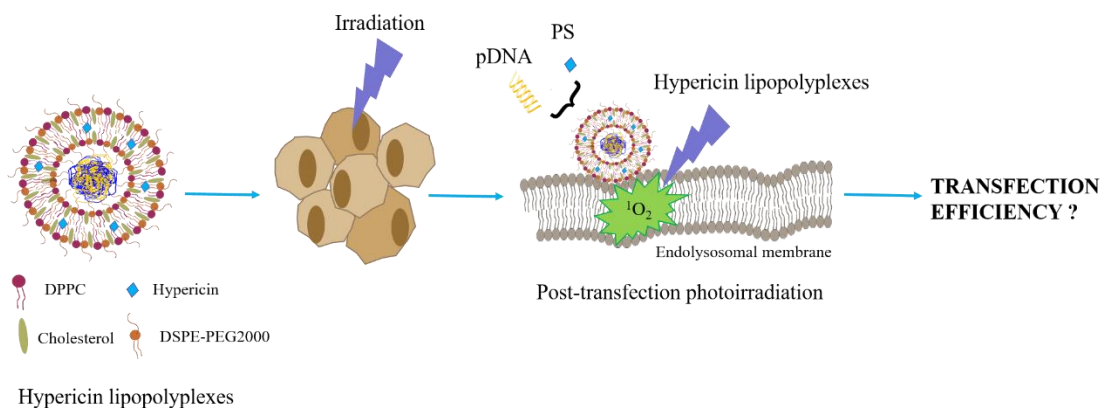 Irradiation
pDNA
PS
Hypericin lipopolyplexes
¹O₂
Endolysosomal membrane
Post-transfection photoirradiation
TRANSFECTION
EFFICIENCY ?
DPPC
Hypericin
Cholesterol
DSPE-PEG2000
Hypericin lipopolyplexes